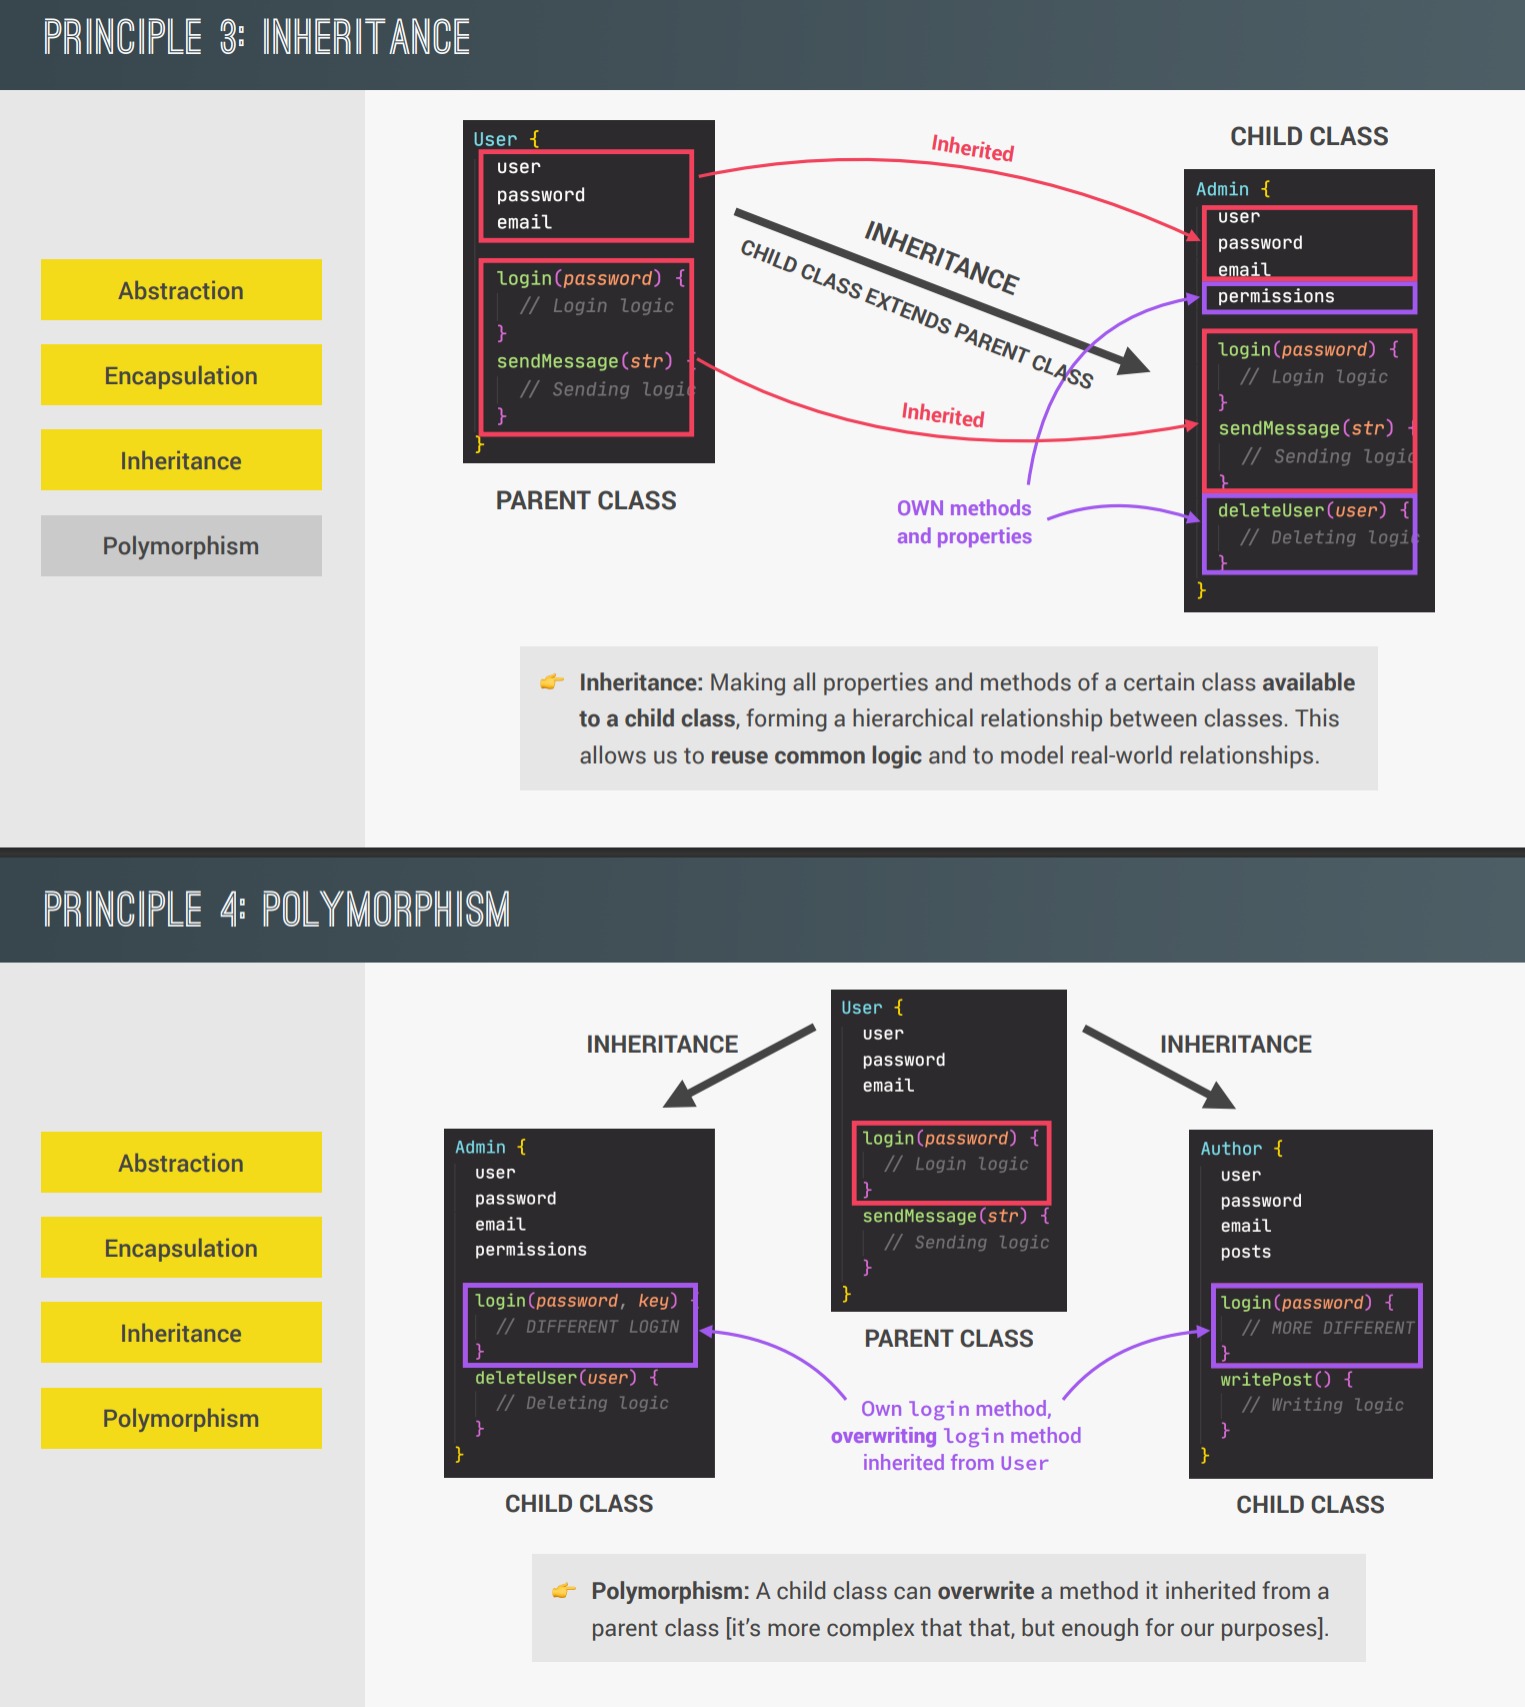 PRINCIPLE 3: INHERITANCE
Abstraction
Encapsulation
Inheritance
Polymorphism
User {
user
password
email
login(password) {
// Login logic
}
sendMessage(str) {
// Sending logic
}
}
PARENT CLASS
Inherited
INHERITANCE
CHILD CLASS EXTENDS PARENT CLASS
Inherited
OWN methods
and properties
CHILD CLASS
Admin {
user
password
email
permissions
login(password) {
// Login logic
}
sendMessage(str) {
// Sending logic
}
deleteUser(user) {
// Deleting logic
}
}
👉 Inheritance: Making all properties and methods of a certain class available
to a child class, forming a hierarchical relationship between classes. This
allows us to reuse common logic and to model real-world relationships.
PRINCIPLE 4: POLYMORPHISM
Abstraction
Encapsulation
Inheritance
Polymorphism
INHERITANCE
User {
user
password
email
login(password) {
// Login logic
}
sendMessage(str) {
// Sending logic
}
}
PARENT CLASS
INHERITANCE
Admin {
user
password
email
permissions
login(password, key) {
// DIFFERENT LOGIN
}
deleteUser(user) {
// Deleting logic
}
}
CHILD CLASS
Own login method,
overwriting login method
inherited from User
Author {
user
password
email
posts
login(password) {
// MORE DIFFERENT
}
writePost() {
// Writing logic
}
}
CHILD CLASS
👉 Polymorphism: A child class can overwrite a method it inherited from a
parent class [it’s more complex that that, but enough for our purposes].